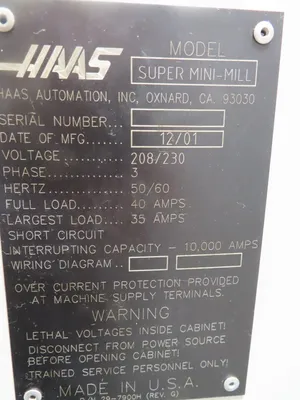 HAAS
MODEL
SUPER MINI-MILL
HAAS AUTOMATION, INC, OXNARD, CA. 93030
SERIAL NUMBER...
DATE OF MFG..... 12/01
VOLTAGE........ 208/230
PHASE........... 3
HERTZ........... 50/60
FULL LOAD...... 40 AMPS
LARGEST LOAD... 35 AMPS
SHORT CIRCUIT
INTERRUPTING CAPACITY - 10,000 AMPS
WIRING DIAGRAM..
OVER CURRENT PROTECTION PROVIDED
AT MACHINE SUPPLY TERMINALS.
WARNING
LETHAL VOLTAGES INSIDE CABINET!
DISCONNECT FROM POWER SOURCE
BEFORE OPENING CABINET!
TRAINED SERVICE PERSONNEL ONLY!
MADE IN U.S.A.
P/N 29-7900H (REV. G)